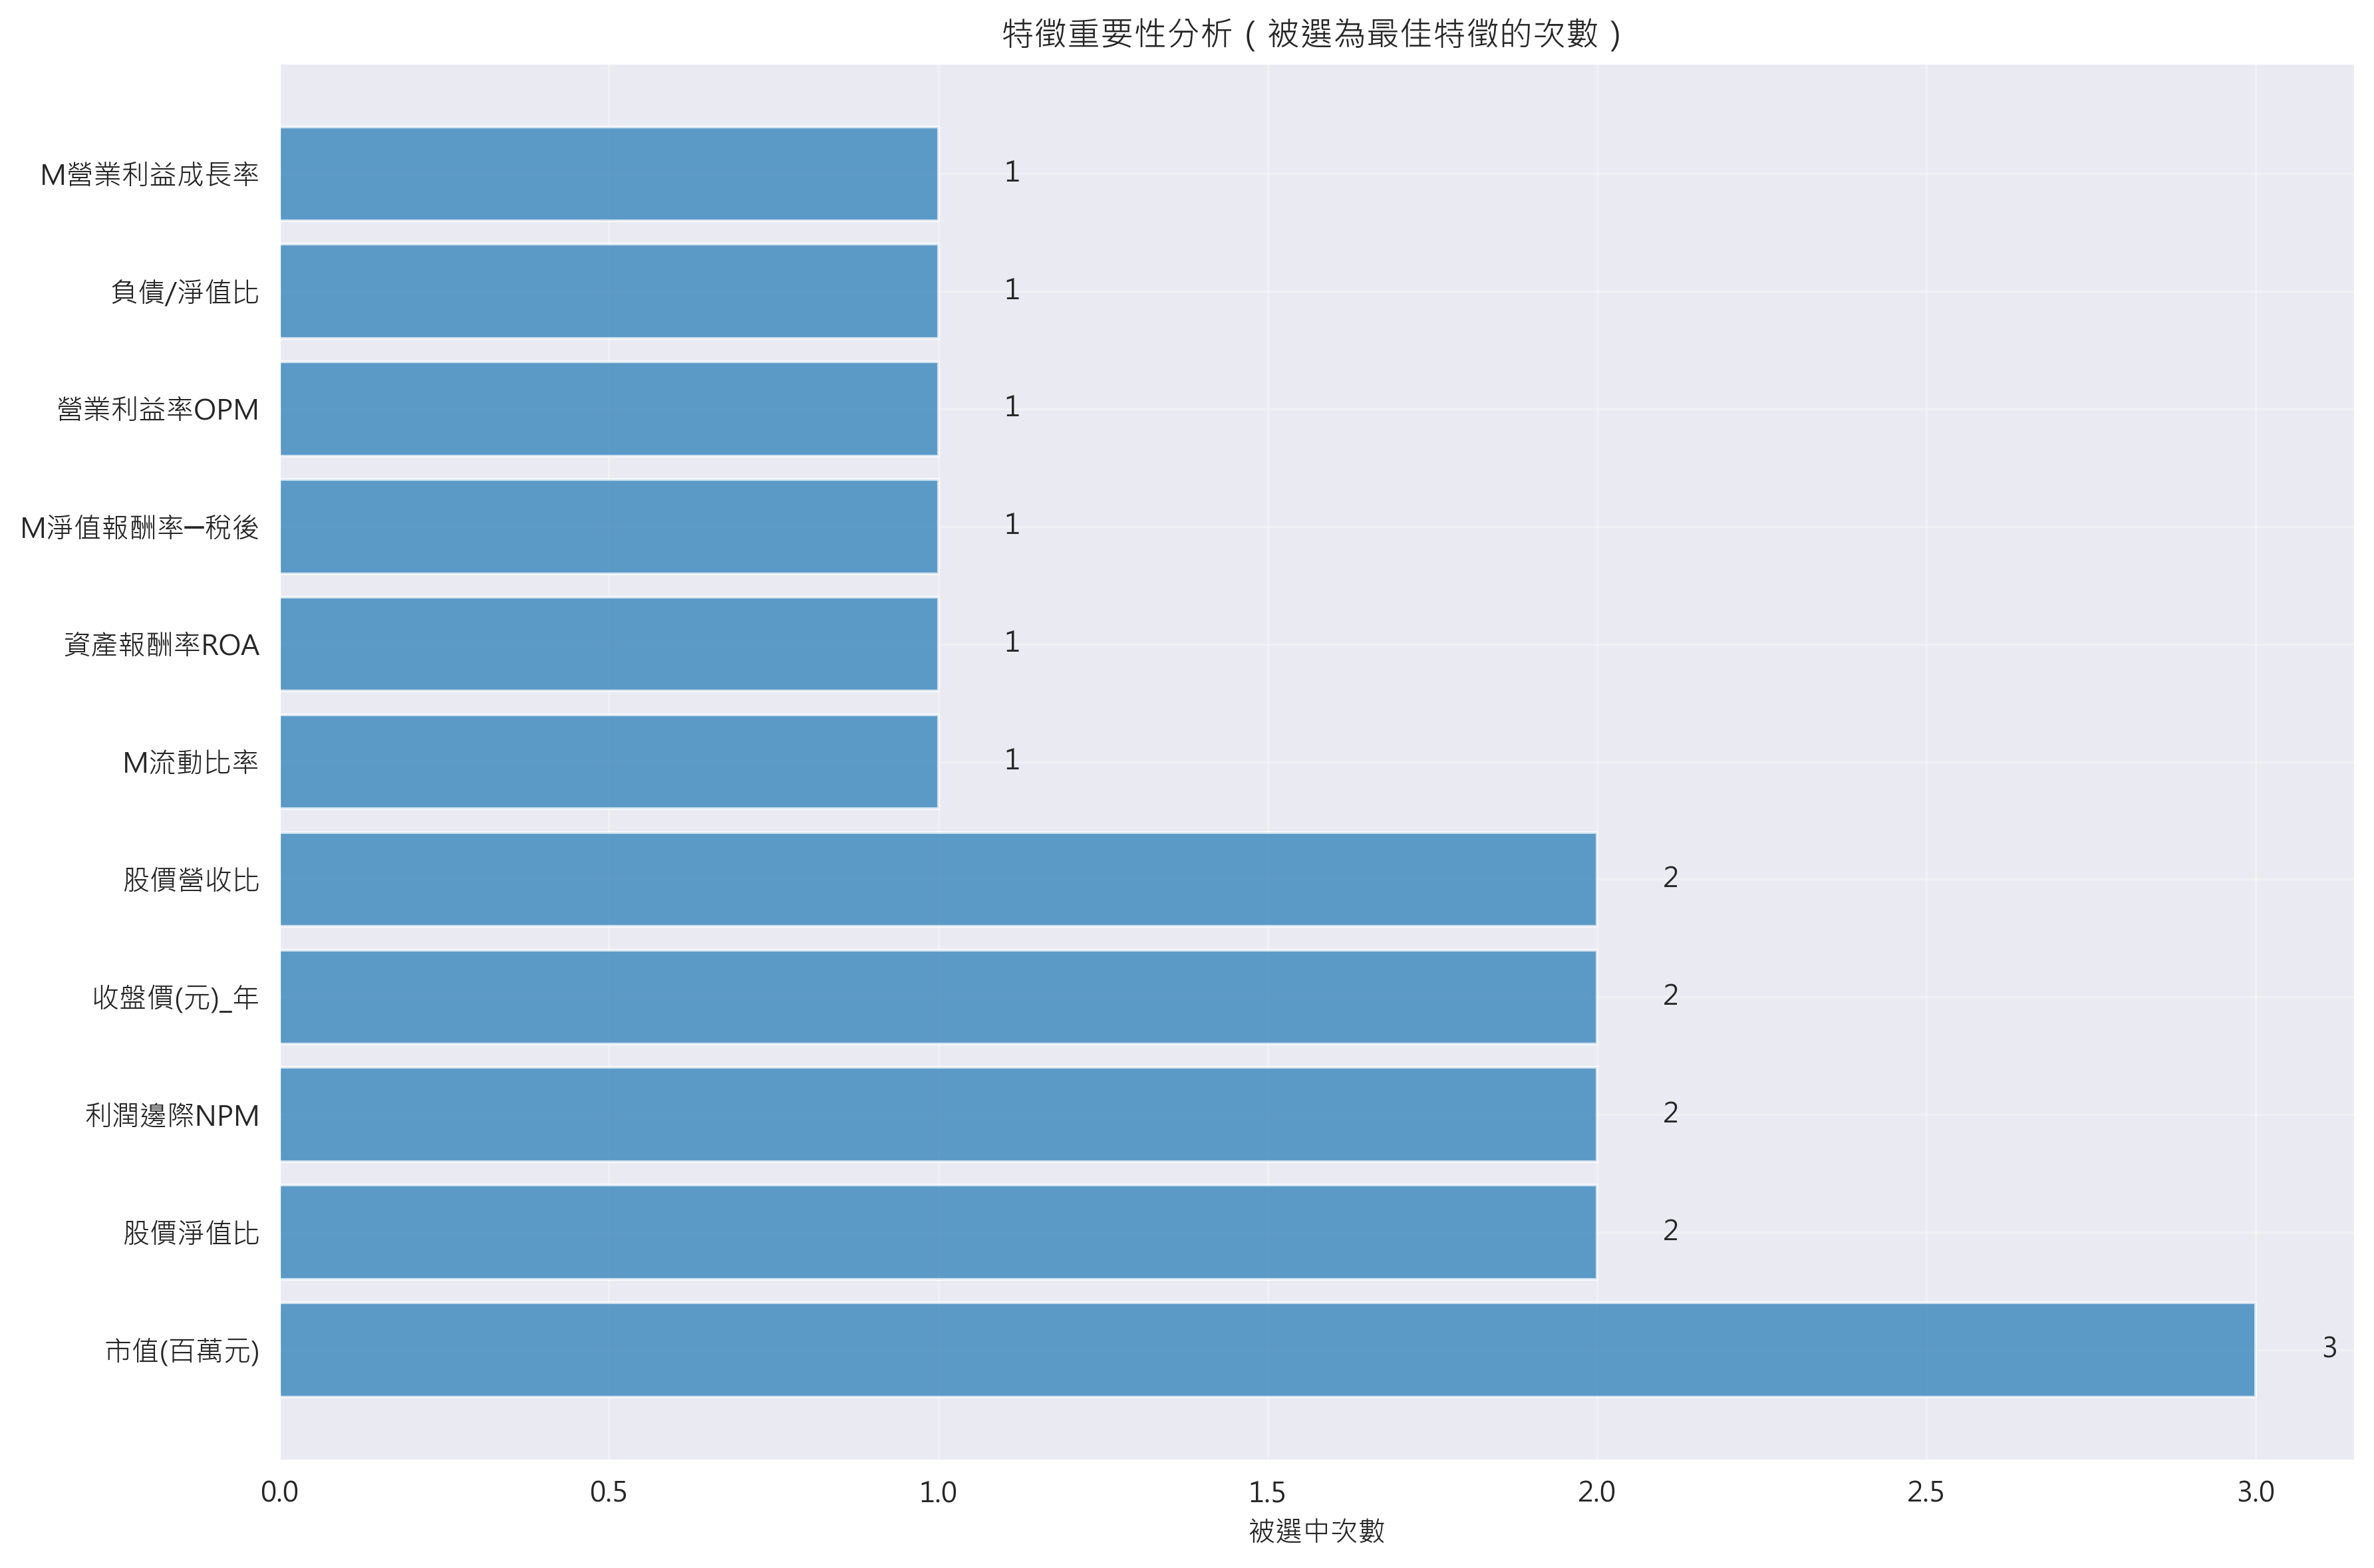 特徵重要性分析（被選為最佳特徵的次數）
M營業利益成長率 1
負債/淨值比 1
營業利益率OPM 1
M淨值報酬率─稅後 1
資產報酬率ROA 1
M流動比率 1
股價營收比 2
收盤價(元)_年 2
利潤邊際NPM 2
股價淨值比 2
市值(百萬元) 3
0.0 0.5 1.0 1.5 2.0 2.5 3.0
被選中次數